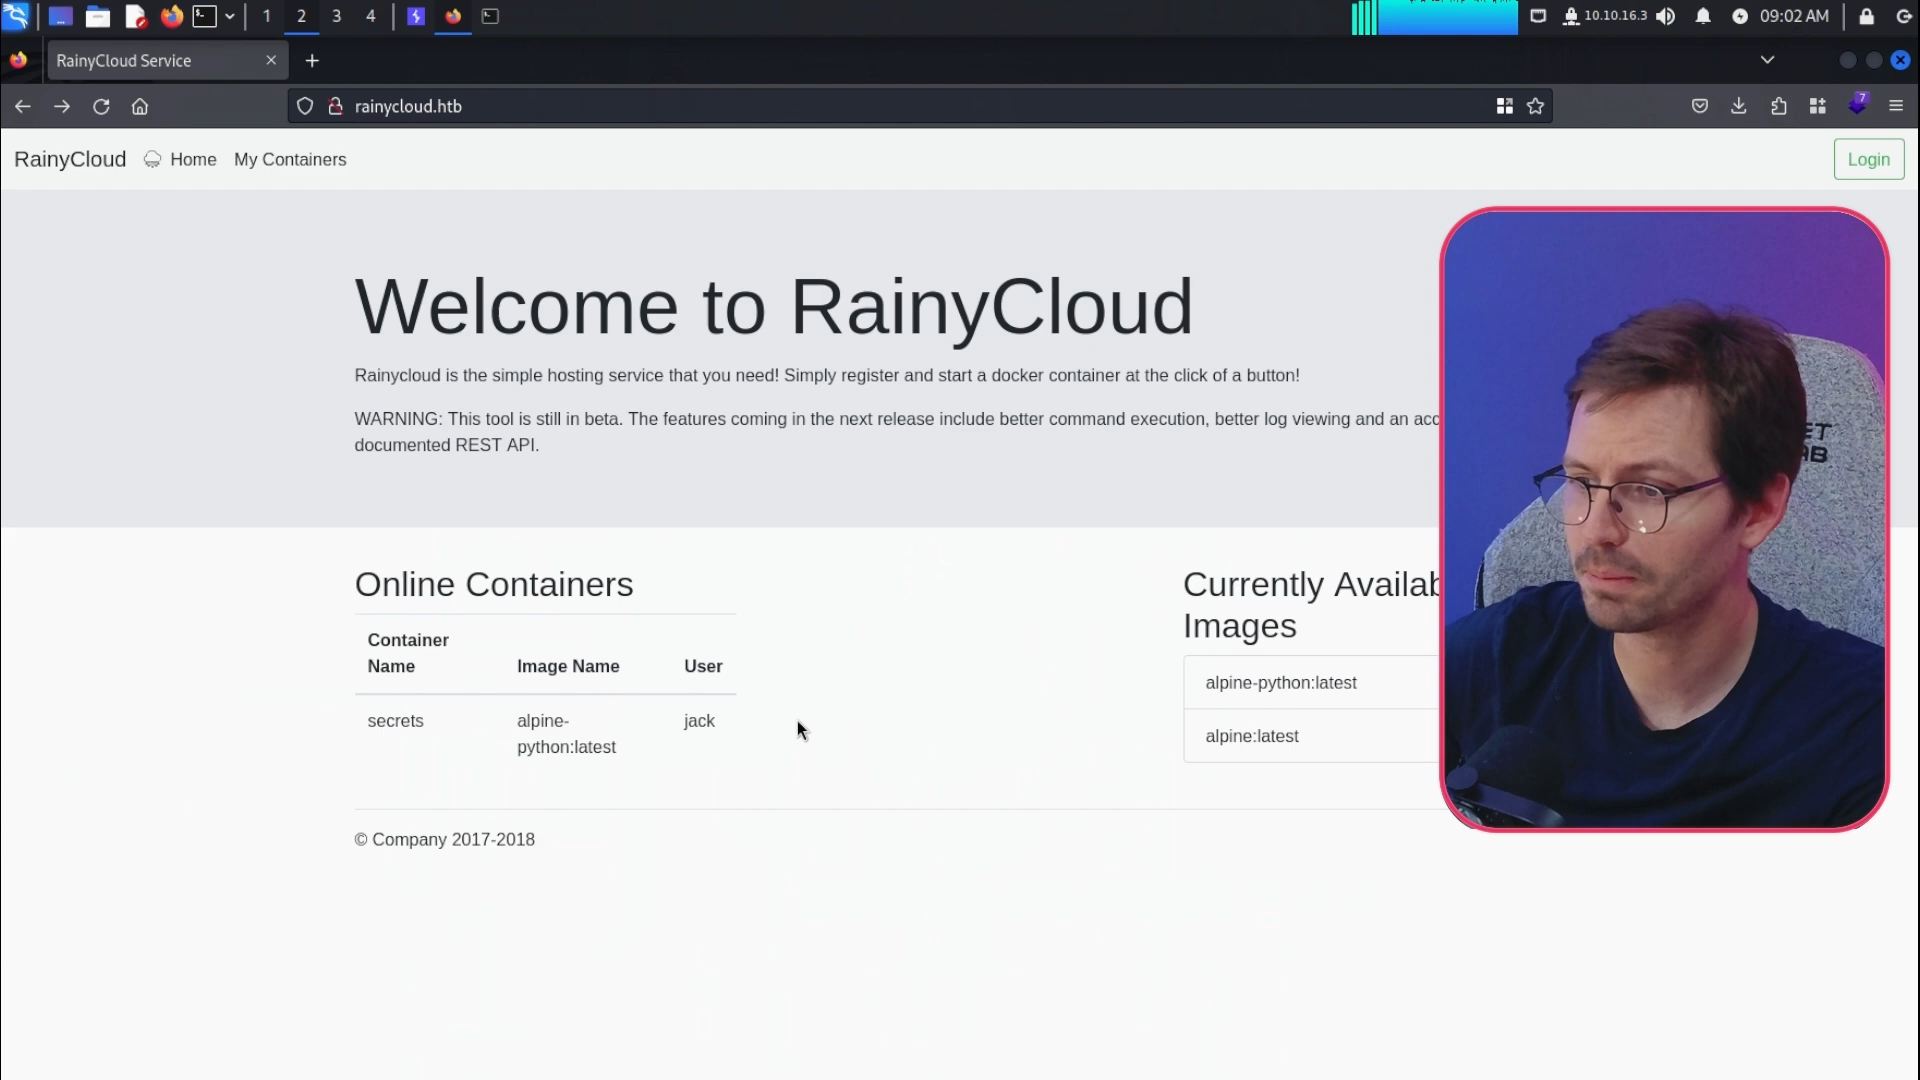 1 2 3 4
10.10.16.3
09:02 AM
RainyCloud Service
rainycloud.htb
7
RainyCloud Home My Containers
Login
Welcome to RainyCloud
Rainycloud is the simple hosting service that you need! Simply register and start a docker container at the click of a button!
WARNING: This tool is still in beta. The features coming in the next release include better command execution, better log viewing and an
documented REST API.
Online Containers
Container
Name
Image Name
User
secrets
alpine-
python:latest
jack
Currently
Images
alpine-python:latest
alpine:latest
© Company 2017-2018